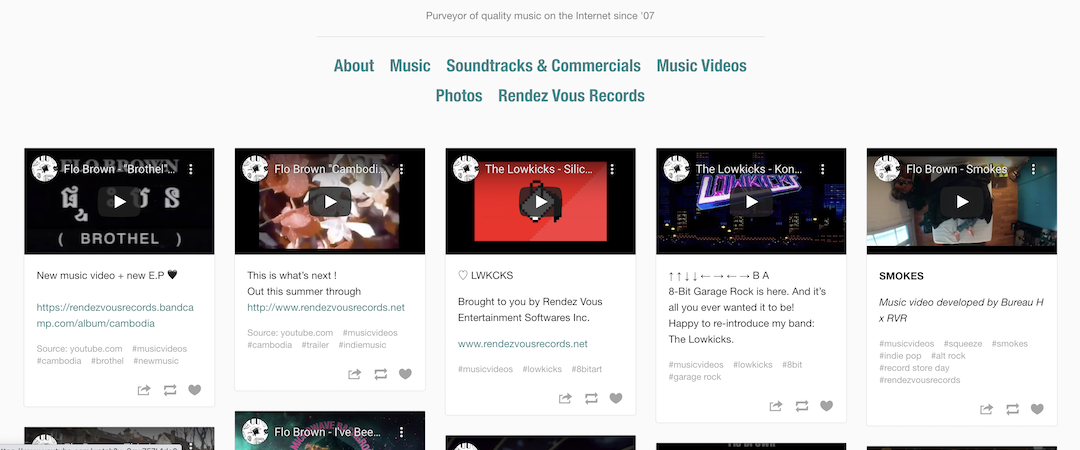 Purveyor of quality music on the Internet since '07
About Music Soundtracks & Commercials Music Videos
Photos Rendez Vous Records
Flo Brown - "Brothel"...
FLO BROWN
( BROTHEL )
New music video + new E.P 🖤
https://rendezvousrecords.bandca
mp.com/album/cambodia
Source: youtube.com #musicvideos
#cambodia #brothel #newmusic
Flo Brown "Cambodi...
This is what's next !
Out this summer through
http://www.rendezvousrecords.net
Source: youtube.com #musicvideos
#cambodia #trailer #indiemusic
The Lowkicks - Silic...
♡ LWKCKS
Brought to you by Rendez Vous
Entertainment Softwares Inc.
www.rendezvousrecords.net
#musicvideos #lowkicks #8bitart
The Lowkicks - Kon...
LOWKICKS
↑ ↑ ↓ ↓ ← → ← → B A
8-Bit Garage Rock is here. And it's
all you ever wanted it to be!
Happy to re-introduce my band:
The Lowkicks.
#musicvideos #lowkicks #8bit
#garage rock
Flo Brown - Smokes
SMOKES
Music video developed by Bureau H
x RVR
#musicvideos #squeeze #smokes
#indie pop #alt rock
#record store day
#rendezvousrecords
Flo Brown - I've Bee...